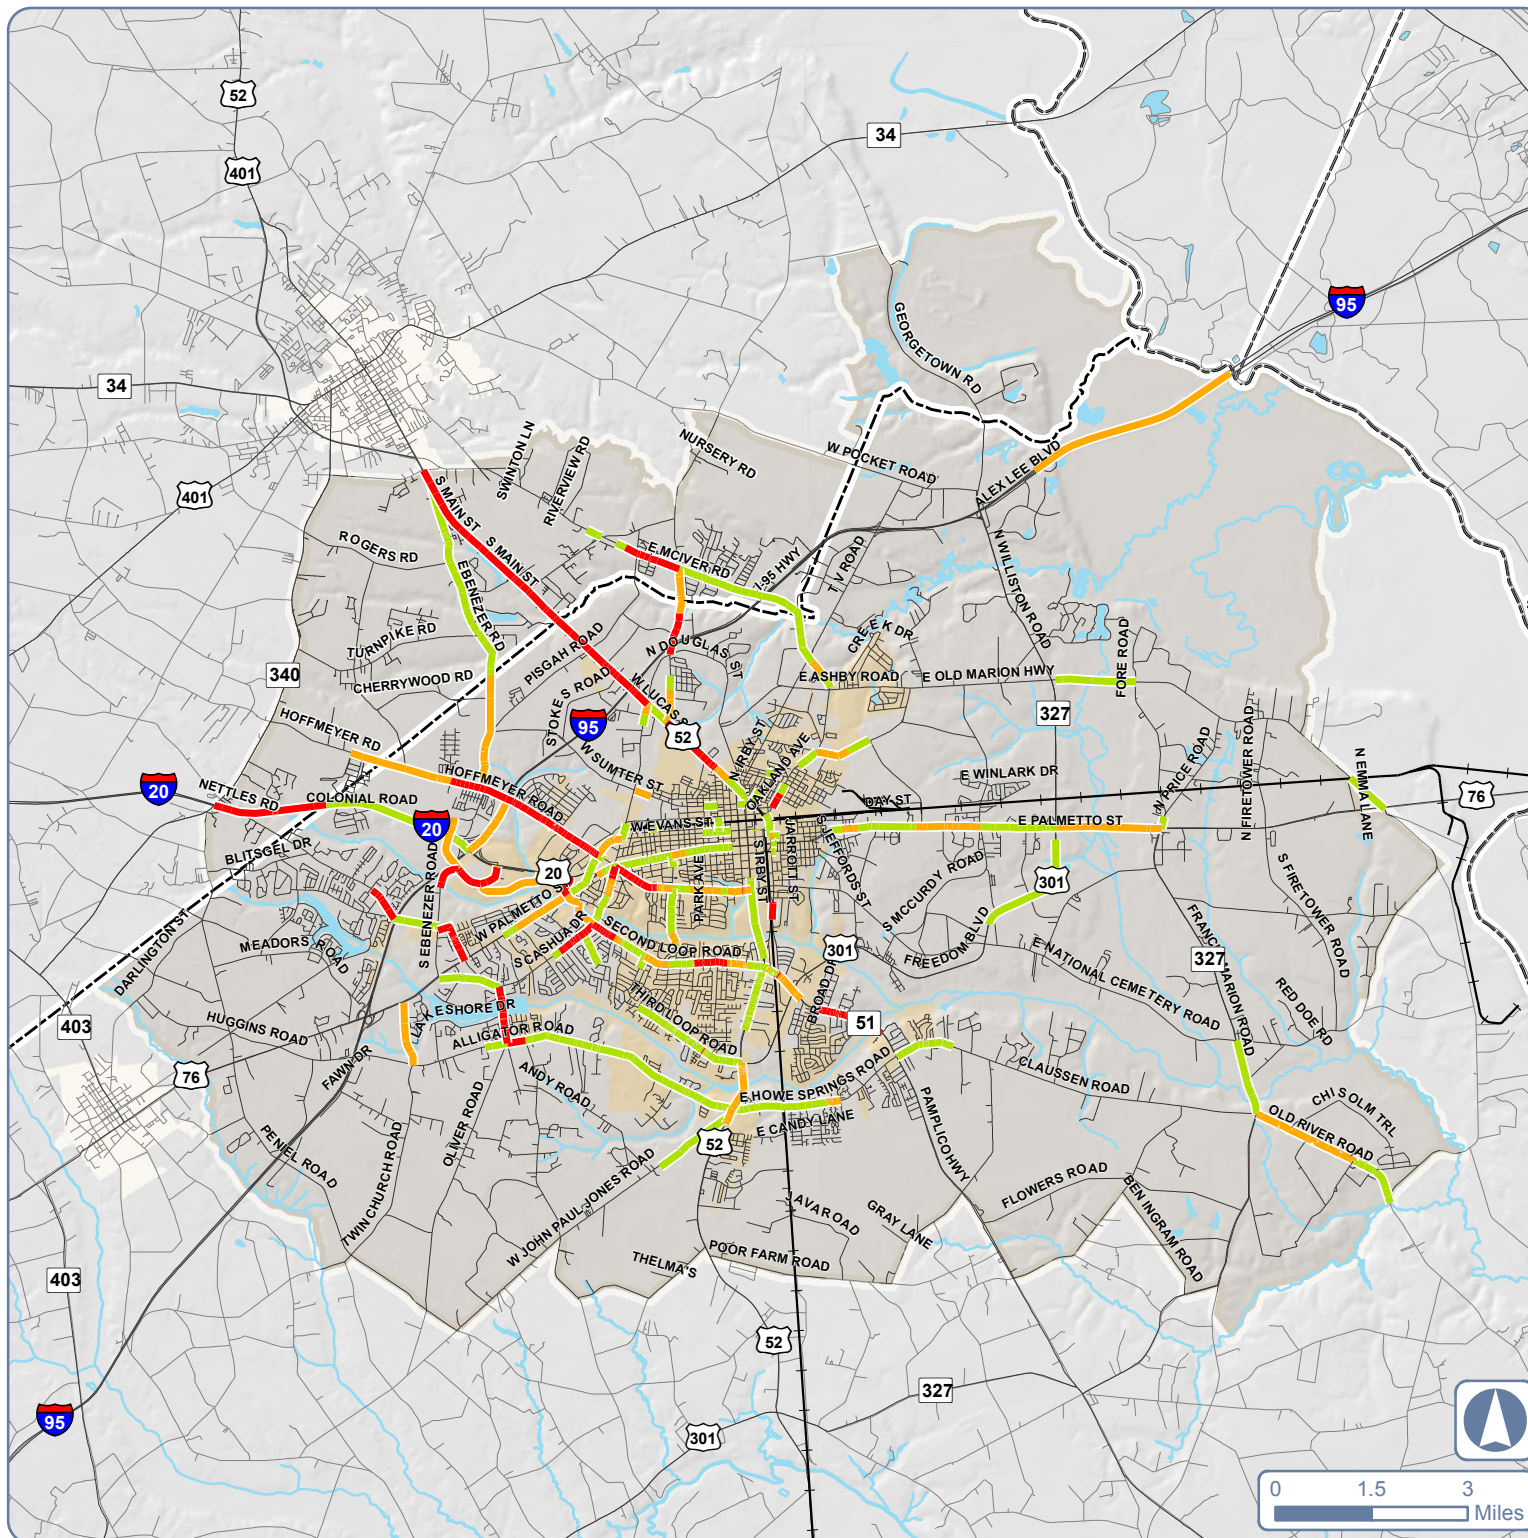 52
401
34
95
GEORGETOWN RD
34
SWINTON LN
RIVERVIEW RD
NURSERY RD
W POCKET ROAD
ALEX LEE BLVD
401
S MAIN ST
S MAIN ST
ROGERS RD
E MCIVER RD
I-95 HWY
T V ROAD
N WILLISTON ROAD
EBENEZER RD
TURNPIKE RD
PISGAH ROAD
N DOUGLAS ST
CREEK DR
FORE ROAD
340
CHERRYWOOD RD
STOKES ROAD
W LUCAS S
E ASHBY ROAD
E OLD MARION HWY
327
HOFFMEYER RD
95
52
N IRBY ST
OAKLAND AVE
N PRICE ROAD
N FIRETOWER ROAD
N EMMA LANE
W SUMTER ST
20
NETTLES RD
COLONIAL ROAD
HOFFMEYER ROAD
E WINLARK DR
DAY ST
76
20
W EVANS ST
E PALMETTO ST
BLITSGEL DR
S EBENEZER ROAD
20
PARK AVE
S IRBY ST
JARROTT ST
S JEFFORDS ST
S MCCURDY ROAD
301
S FIRETOWER ROAD
W PALMETTO S
DARLINGTON ST
MEADORS ROAD
S CASHUA DR
SECOND LOOP ROAD
301
FREEDOM BLVD
E NATIONAL CEMETERY ROAD
FRANCIS MARION ROAD
327
RED DOE RD
403
LAKESHORE DR
THIRD LOOP ROAD
BROAD DR
51
HUGGINS ROAD
ALLIGATOR ROAD
FAWN DR
76
ANDY ROAD
E HOWE SPRINGS ROAD
CLAUSSEN ROAD
CHISOLM TRL
OLD RIVER ROAD
E CANDY LANE
PAMPLICO HWY
PENIEL ROAD
TWIN CHURCH ROAD
OLIVER ROAD
52
W JOHN PAUL JONES ROAD
FLOWERS ROAD
BEN INGRAM ROAD
JAVA ROAD
GRAY LANE
POOR FARM ROAD
THELMA'S
403
52
327
95
301
0 1.5 3
Miles